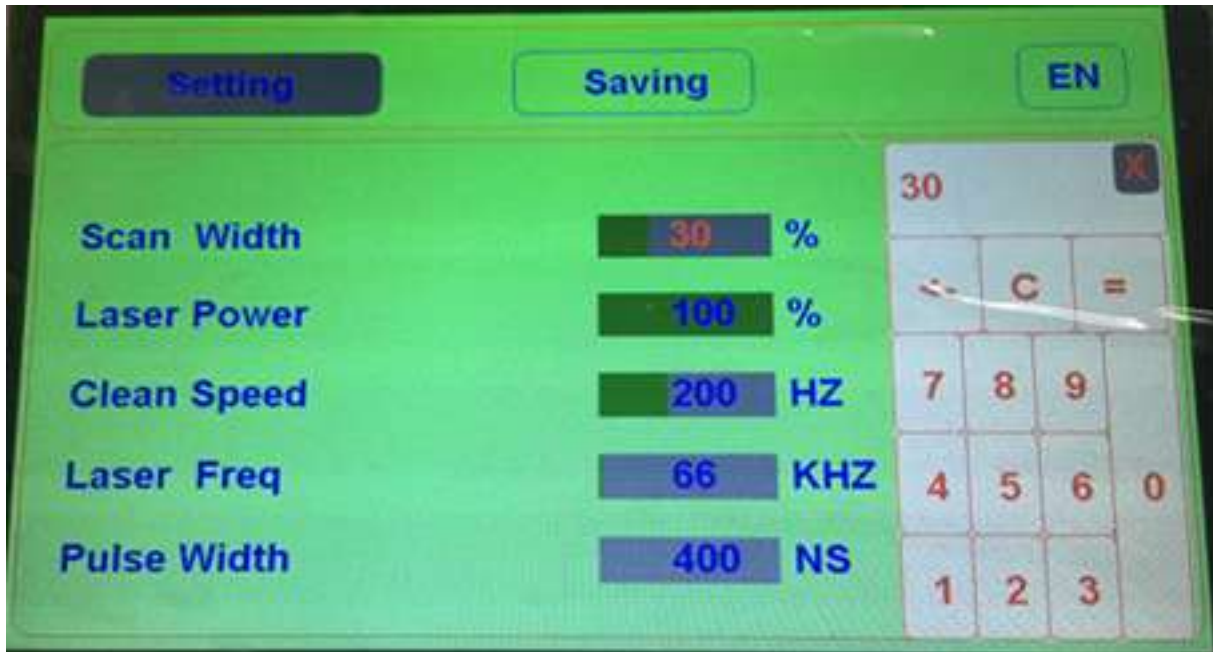 Setting Saving EN
30 X
Scan Width 30 %
<- C =
Laser Power 100 %
Clean Speed 200 HZ
7 8 9
Laser Freq 66 KHZ
4 5 6 0
Pulse Width 400 NS
1 2 3